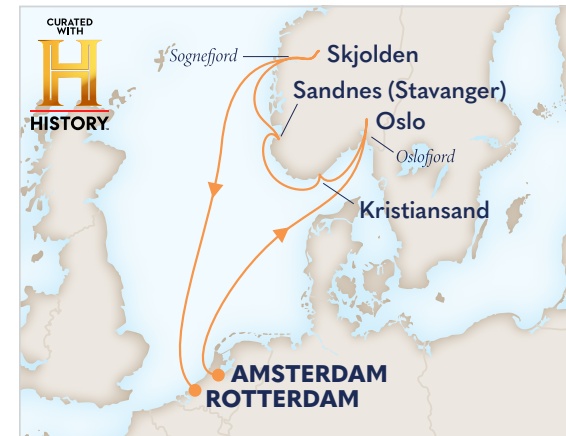 CURATED
WITH
H
HISTORY
Sognefjord
Skjolden
Sandnes (Stavanger)
Oslo
Oslofjord
Kristiansand
AMSTERDAM
ROTTERDAM